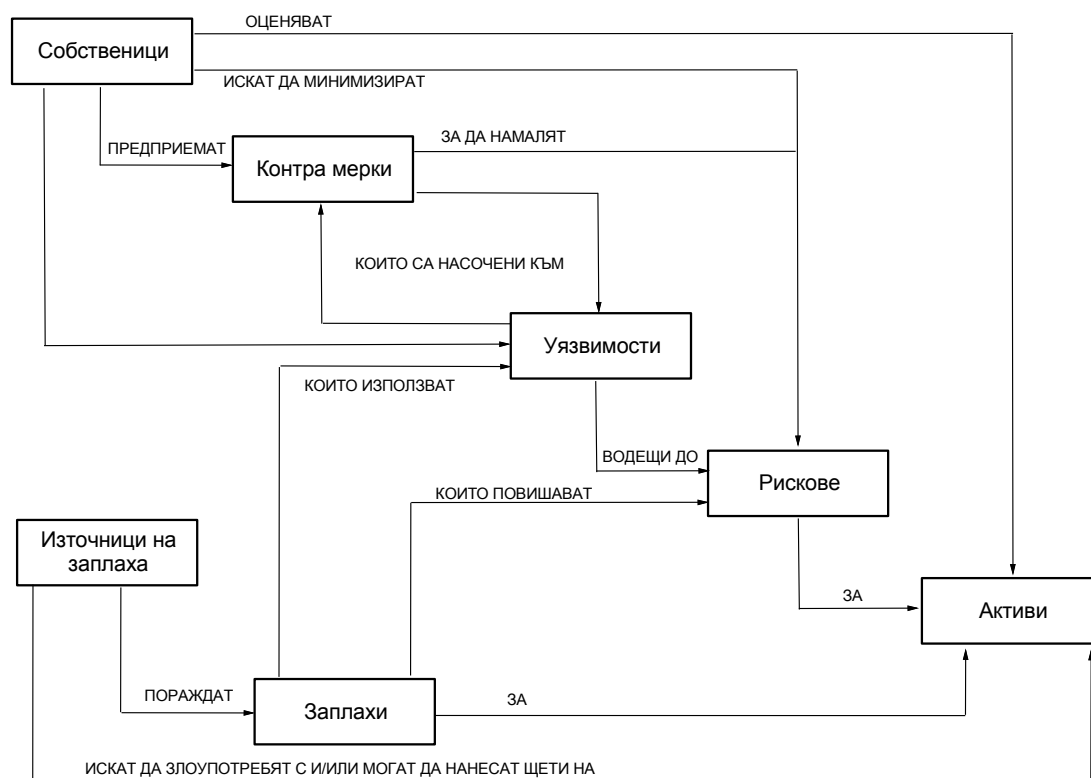 ОЦЕНЯВАТ
Собственици
ИСКАТ ДА МИНИМИЗИРАТ
ПРЕДПРИЕМАТ
ЗА ДА НАМАЛЯТ
Контра мерки
КОИТО СА НАСОЧЕНИ КЪМ
Уязвимости
КОИТО ИЗПОЛЗВАТ
ВОДЕЩИ ДО
Рискове
КОИТО ПОВИШАВАТ
Източници на
заплаха
ЗА
Активи
ПОРАЖДАТ
Заплахи
ЗА
ИСКАТ ДА ЗЛОУПОТРЕБЯТ С И/ИЛИ МОГАТ ДА НАНЕСАТ ЩЕТИ НА